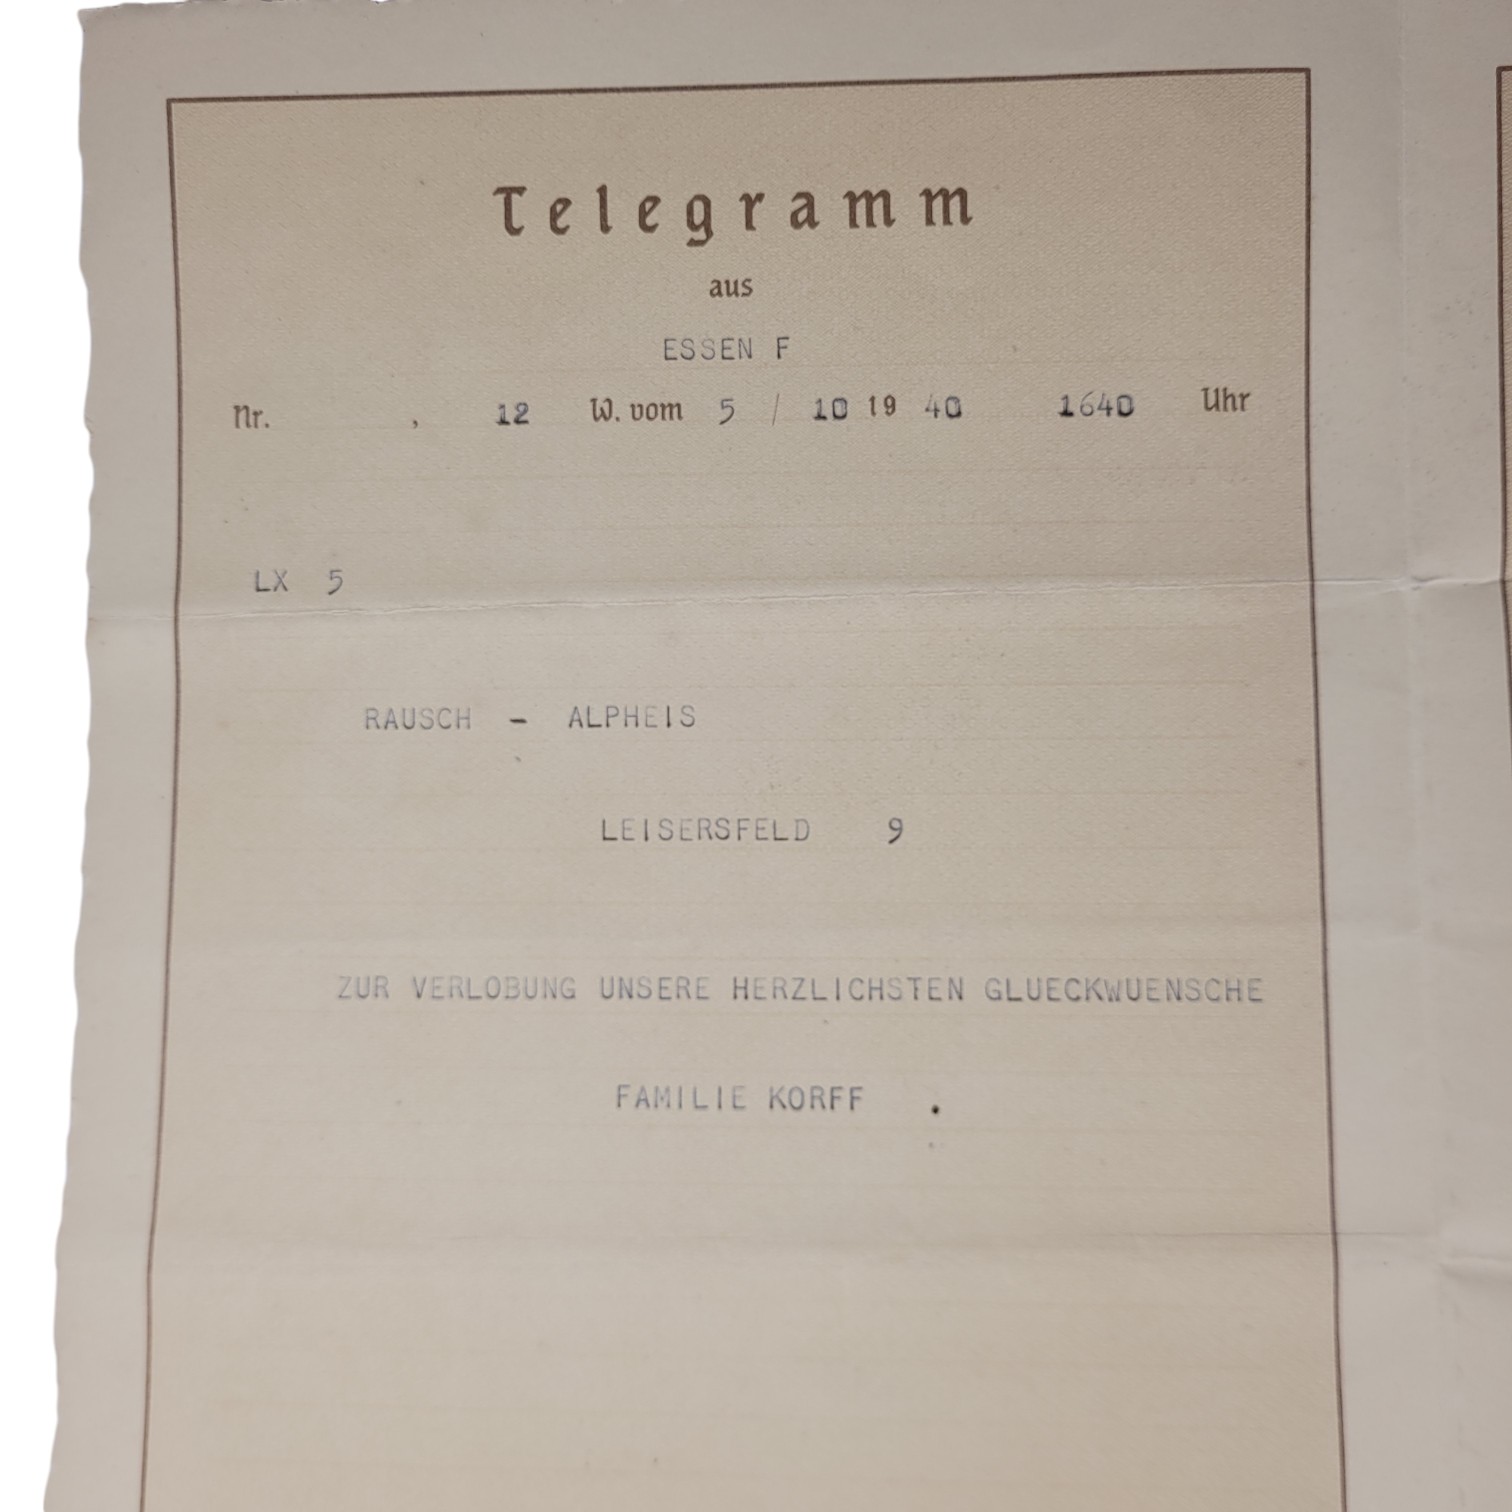 Telegramm
aus
ESSEN F
Nr. , 12 W. vom 5 / 10 19 40 1640 Uhr
LX 5
RAUSCH - ALPHEIS
LEISERSFELD 9
ZUR VERLOBUNG UNSERE HERZLICHSTEN GLUECKWUENSCHE
FAMILIE KORFF .